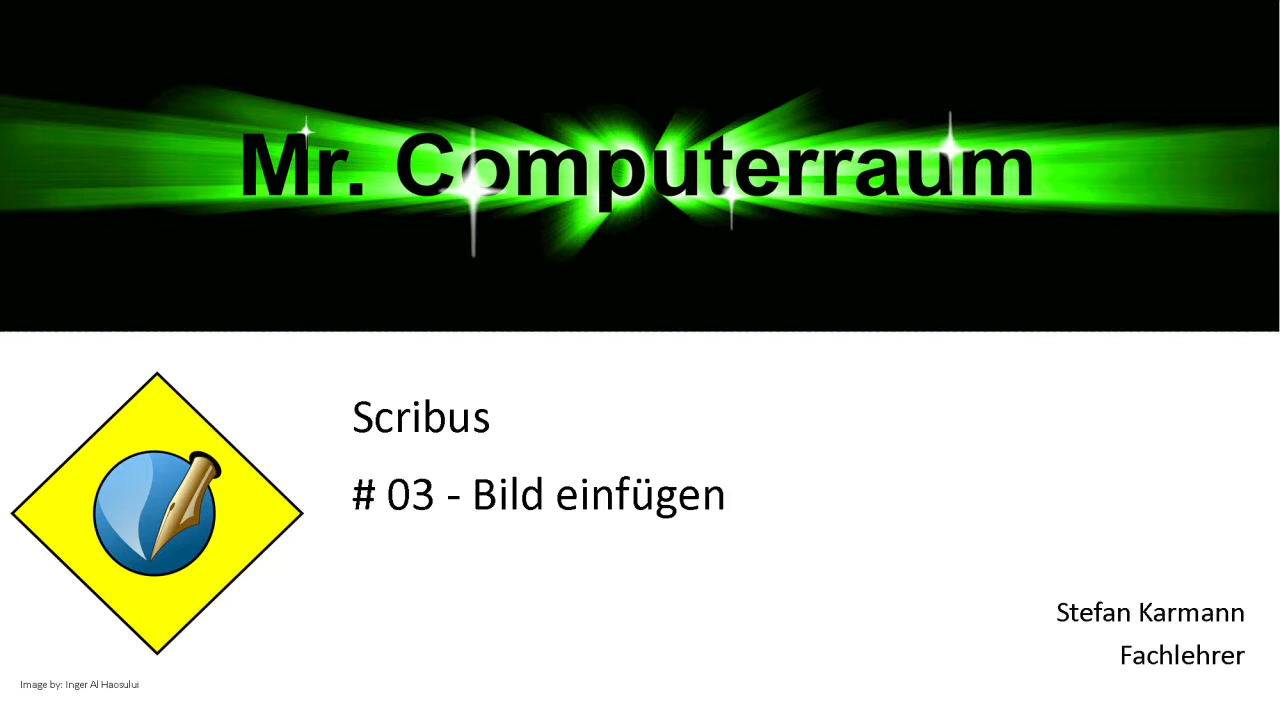 Mr. Computerraum
Scribus
# 03 - Bild einfügen
Stefan Karmann
Fachlehrer
Image by: Inger Al Haosului